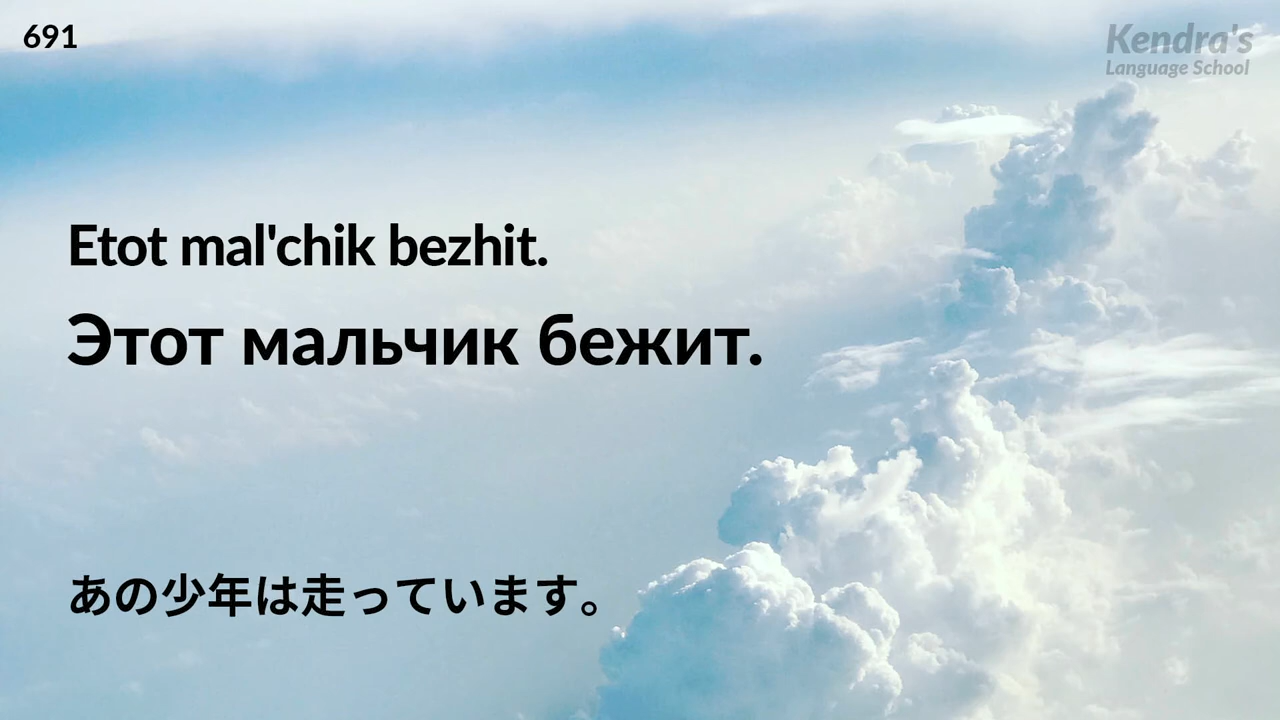 691
Kendra's
Language School
Etot mal'chik bezhit.
Этот мальчик бежит.
あの少年は走っています。